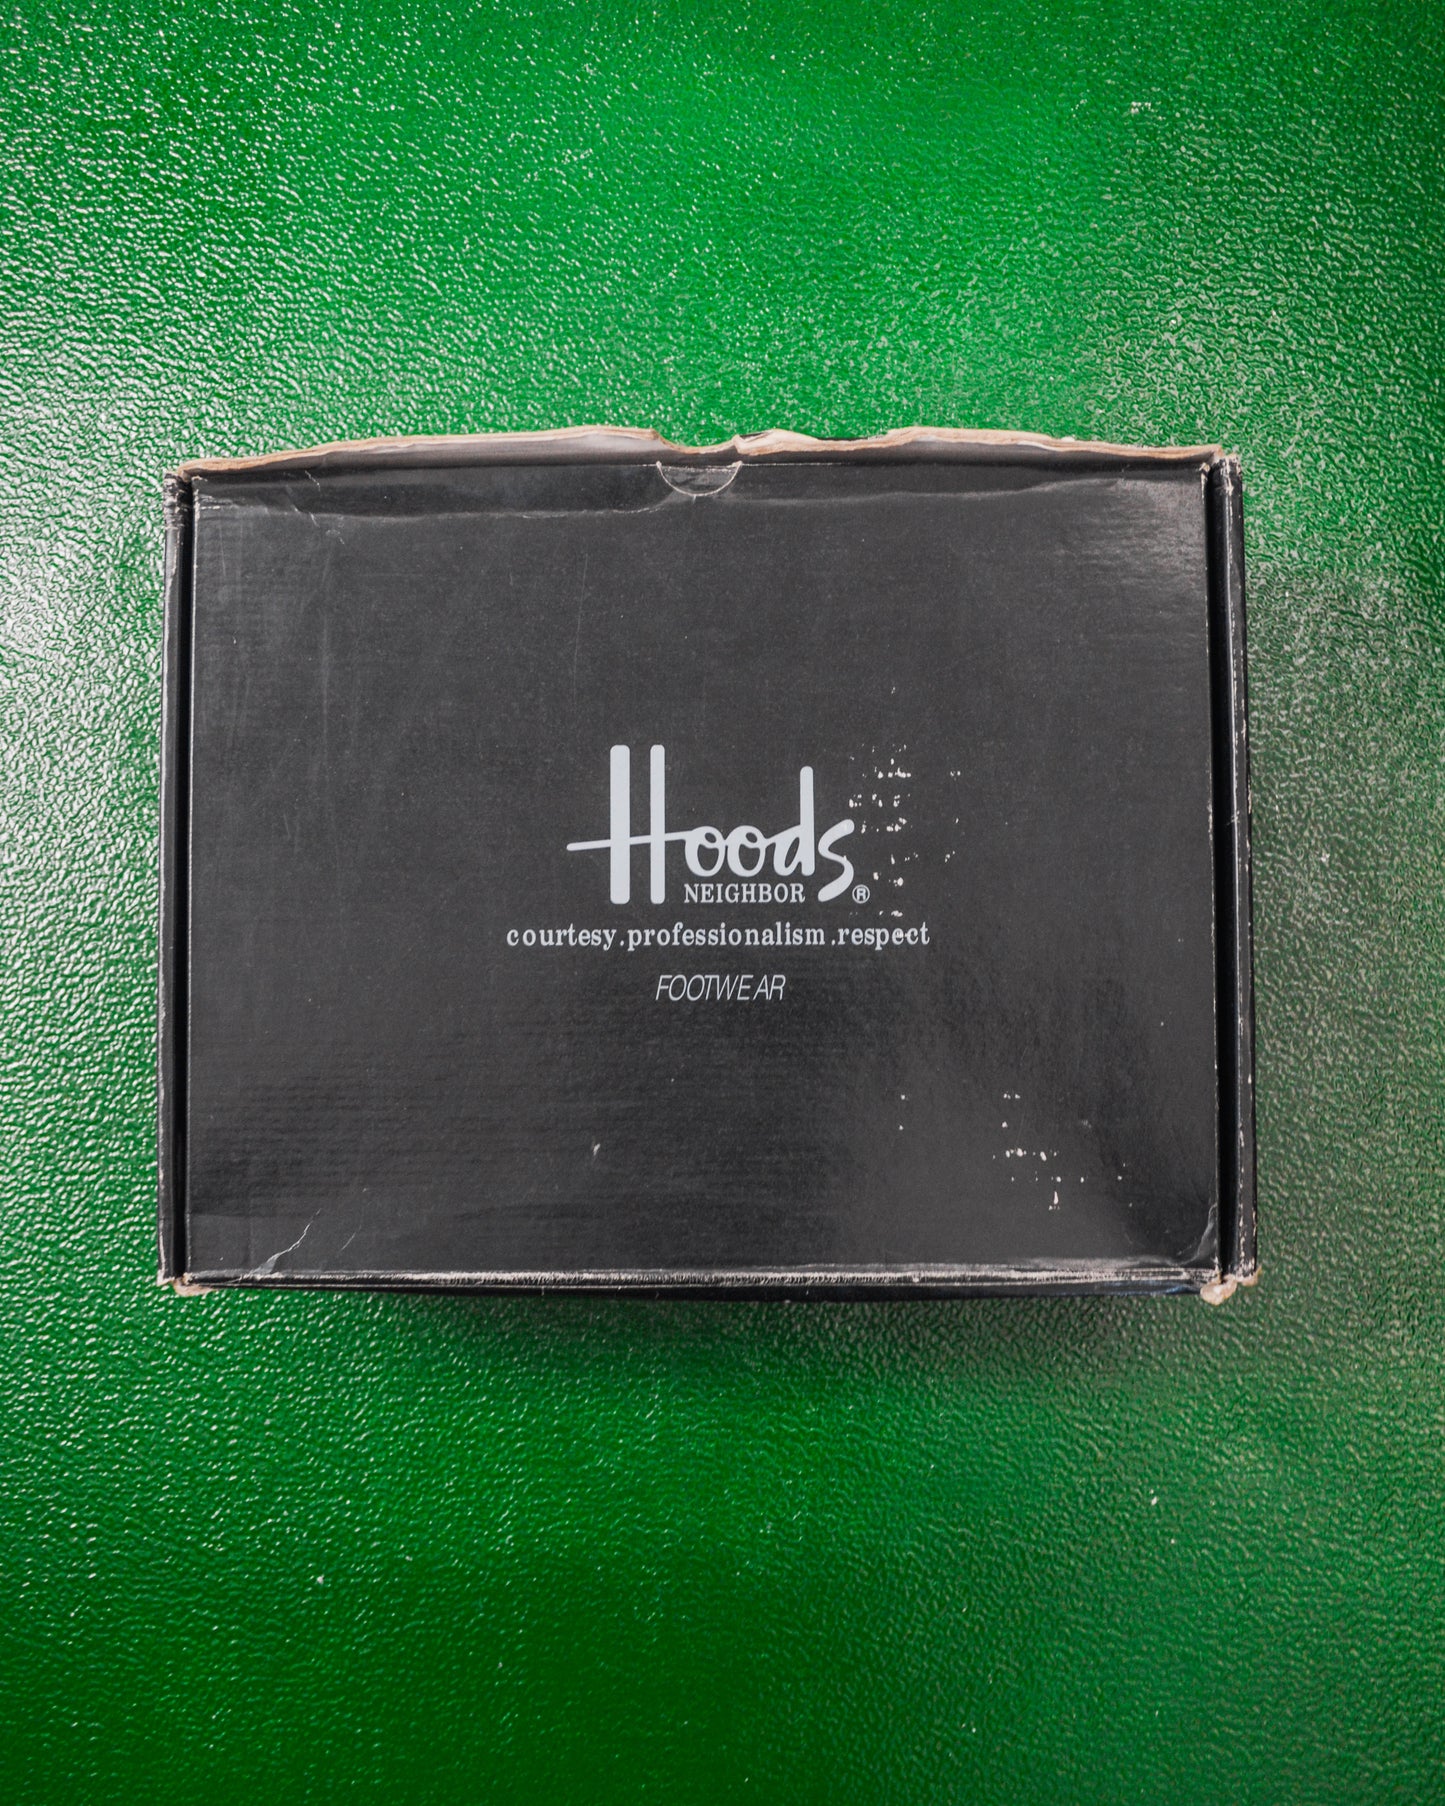 Hoods
NEIGHBOR ®
courtesy.professionalism.respect
FOOTWEAR